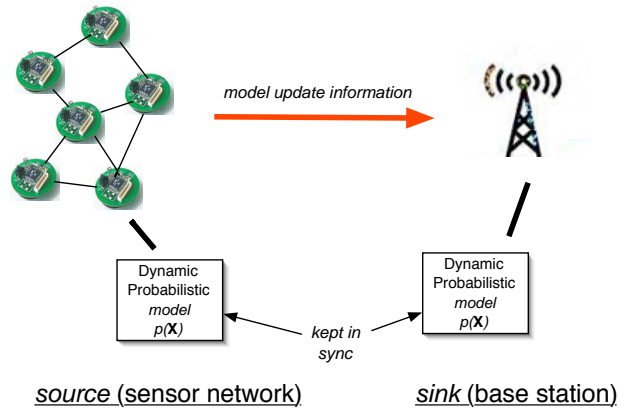 model update information
Dynamic
Probabilistic
model
p(X)
Dynamic
Probabilistic
model
p(X)
kept in
sync
source (sensor network)
sink (base station)